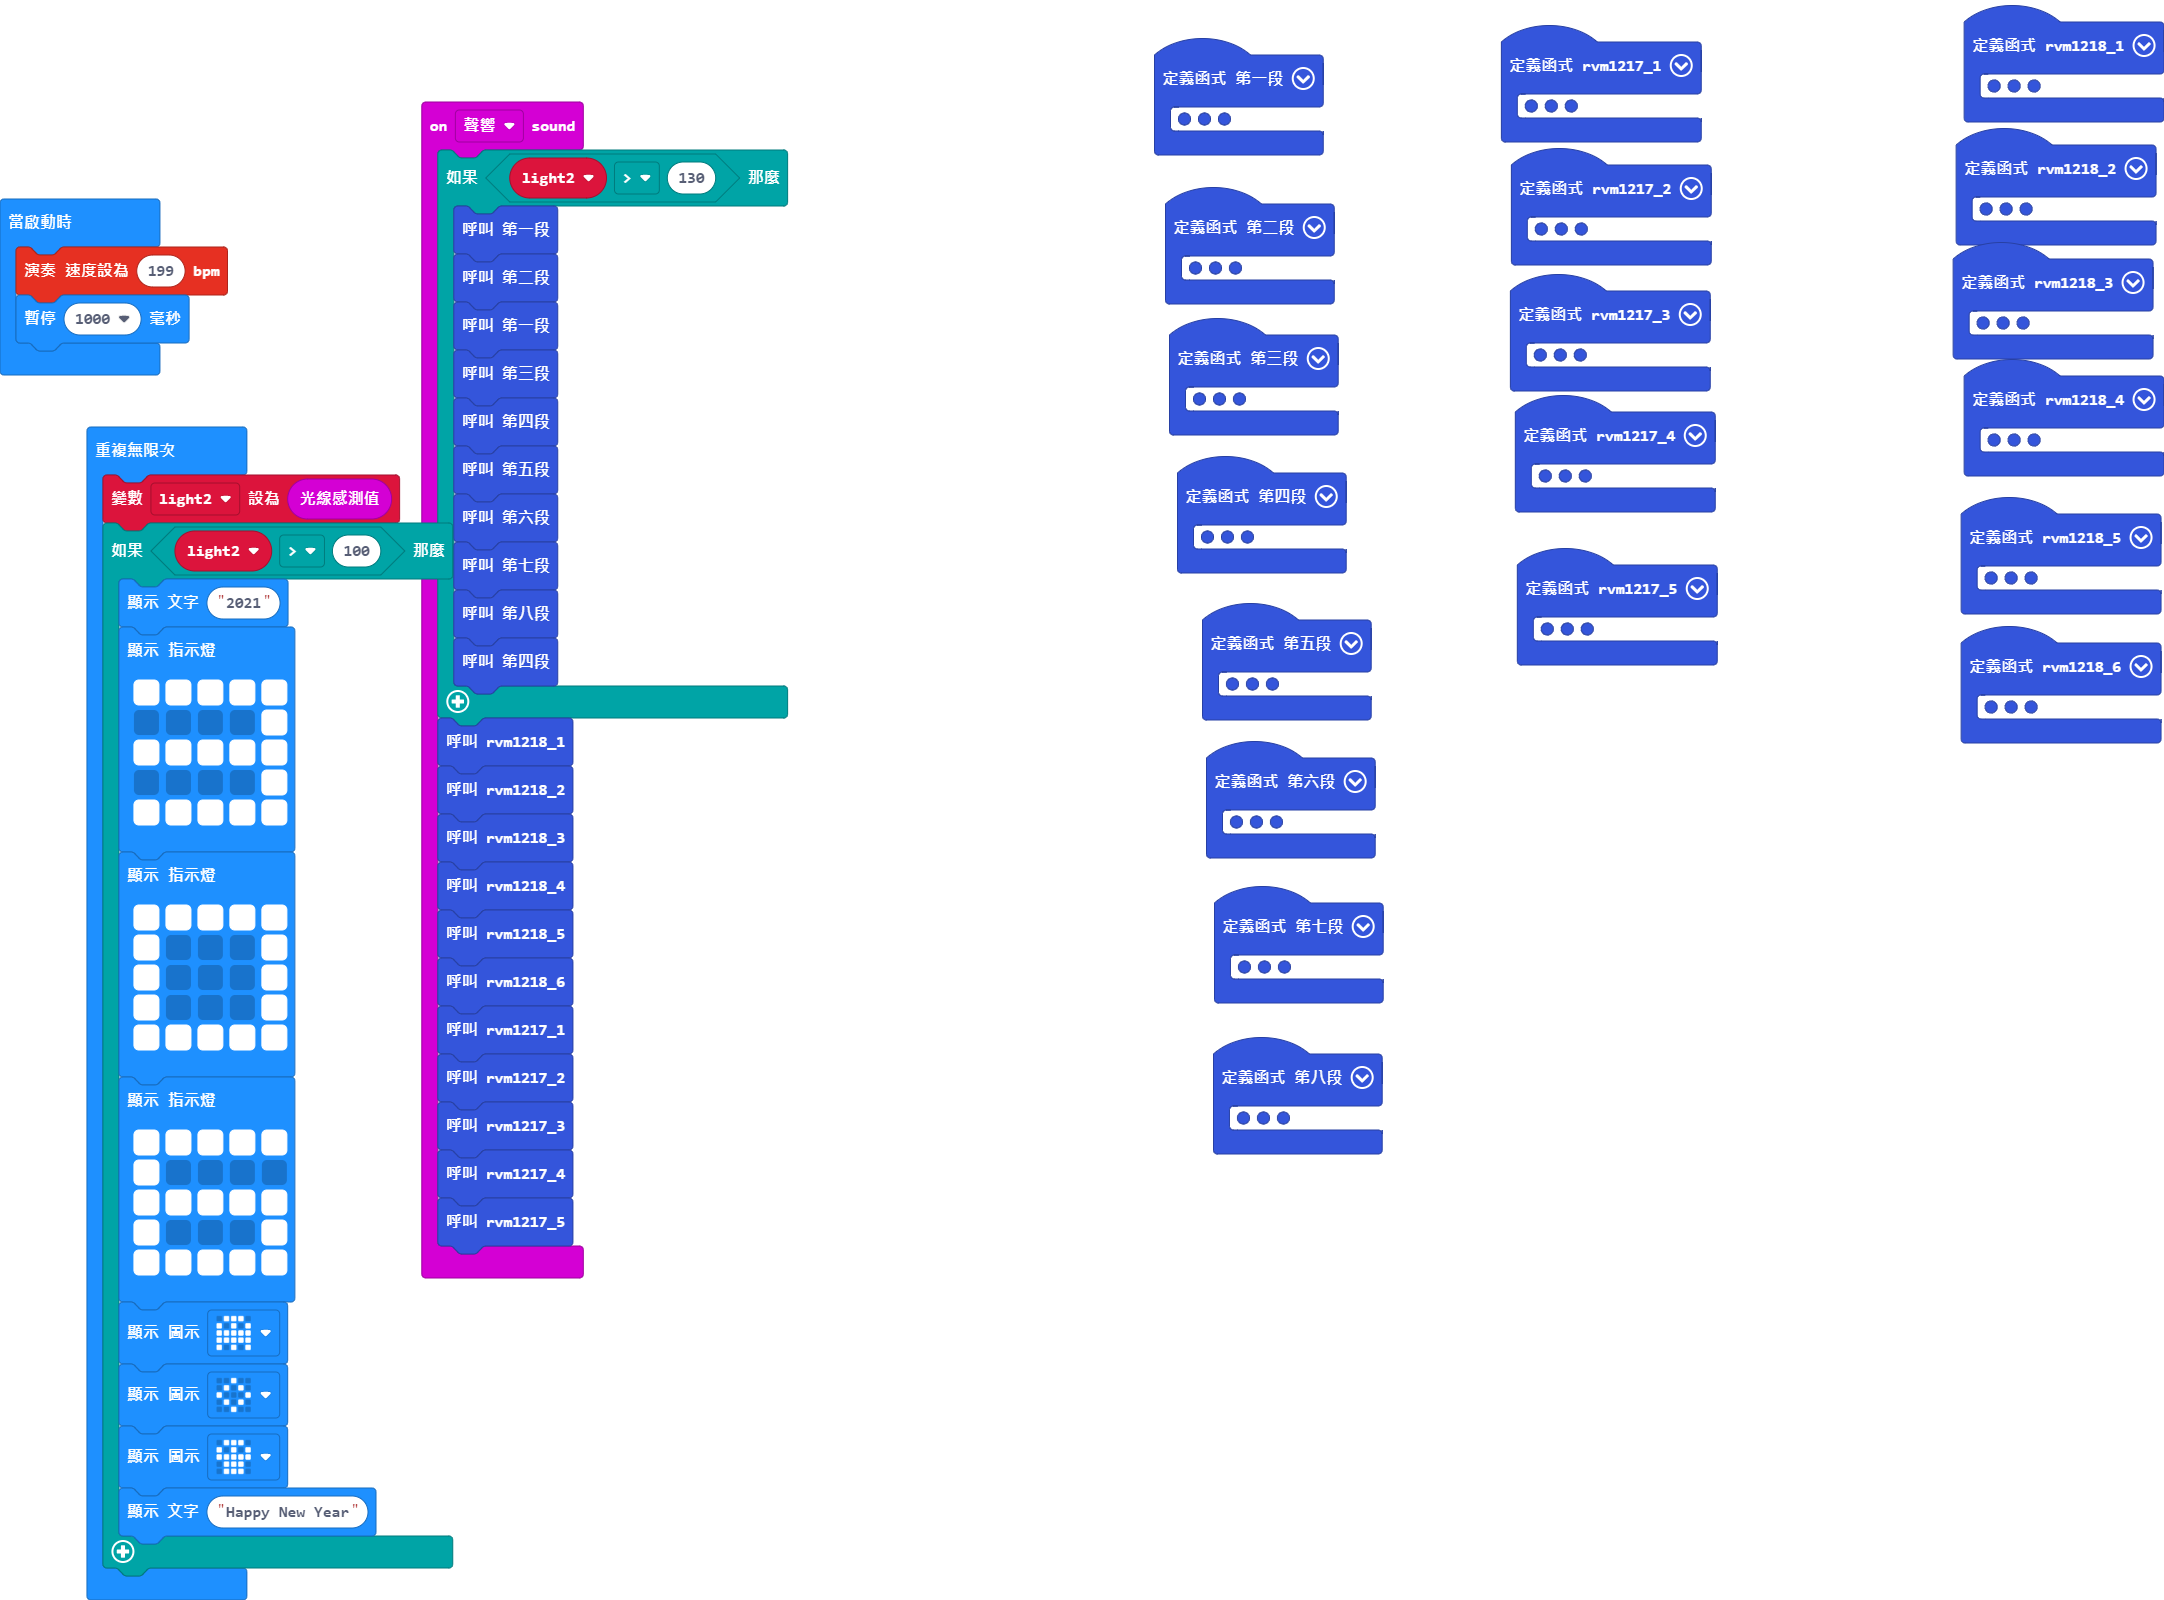 當啟動時
演奏 速度設為 199 bpm
暫停 1000 毫秒
重複無限次
變數 light2 設為 光線感測值
如果 light2 > 100 那麼
顯示 文字 "2021"
顯示 指示燈
顯示 指示燈
顯示 指示燈
顯示 圖示
顯示 圖示
顯示 圖示
顯示 文字 "Happy New Year"
on 聲響 sound
如果 light2 > 130 那麼
呼叫 第一段
呼叫 第二段
呼叫 第一段
呼叫 第三段
呼叫 第四段
呼叫 第五段
呼叫 第六段
呼叫 第七段
呼叫 第八段
呼叫 第四段
呼叫 rvm1218_1
呼叫 rvm1218_2
呼叫 rvm1218_3
呼叫 rvm1218_4
呼叫 rvm1218_5
呼叫 rvm1218_6
呼叫 rvm1217_1
呼叫 rvm1217_2
呼叫 rvm1217_3
呼叫 rvm1217_4
呼叫 rvm1217_5
定義函式 第一段
定義函式 第二段
定義函式 第三段
定義函式 第四段
定義函式 第五段
定義函式 第六段
定義函式 第七段
定義函式 第八段
定義函式 rvm1217_1
定義函式 rvm1217_2
定義函式 rvm1217_3
定義函式 rvm1217_4
定義函式 rvm1217_5
定義函式 rvm1218_1
定義函式 rvm1218_2
定義函式 rvm1218_3
定義函式 rvm1218_4
定義函式 rvm1218_5
定義函式 rvm1218_6